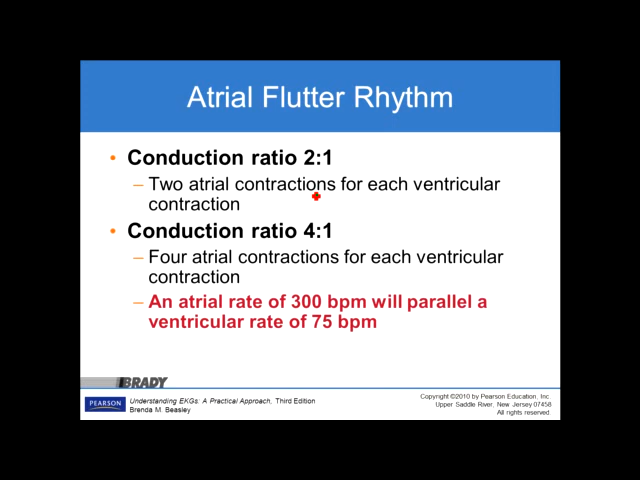 Atrial Flutter Rhythm
• Conduction ratio 2:1
– Two atrial contractions for each ventricular
contraction
• Conduction ratio 4:1
– Four atrial contractions for each ventricular
contraction
– An atrial rate of 300 bpm will parallel a
ventricular rate of 75 bpm
BRADY
PEARSON
Understanding EKGs: A Practical Approach, Third Edition
Brenda M. Beasley
Copyright ©2010 by Pearson Education, Inc.
Upper Saddle River, New Jersey 07458
All rights reserved.